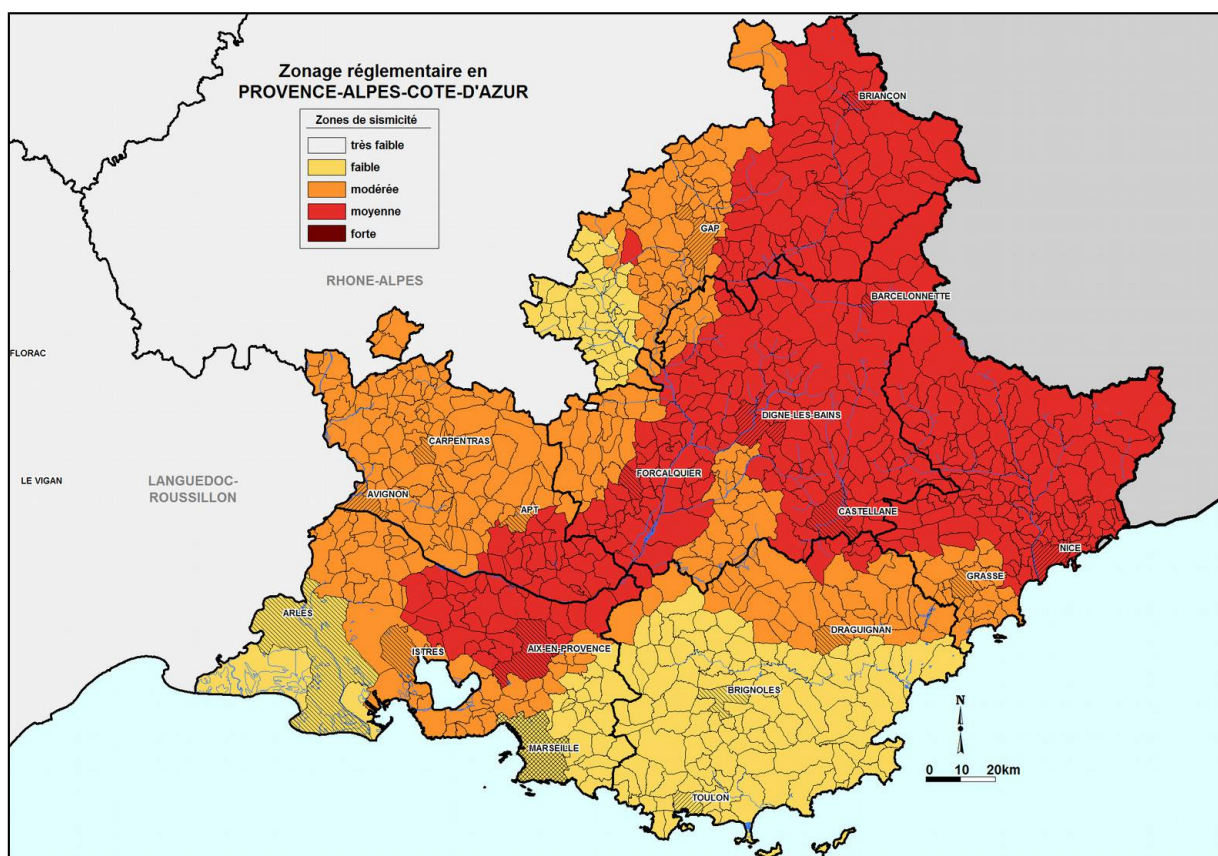 Zonage réglementaire en
PROVENCE-ALPES-COTE-D'AZUR
Zones de sismicité
très faible
faible
modérée
moyenne
forte
BRIANCON
GAP
RHONE-ALPES
BARCELONNETTE
FLORAC
DIGNE-LES-BAINS
CARPENTRAS
FORCALQUIER
LE VIGAN
LANGUEDOC-
ROUSSILLON
AVIGNON
APT
CASTELLANE
NICE
GRASSE
ARLES
DRAGUIGNAN
ISTRES
AIX-EN-PROVENCE
BRIGNOLES
N
MARSEILLE
0 10 20km
TOULON